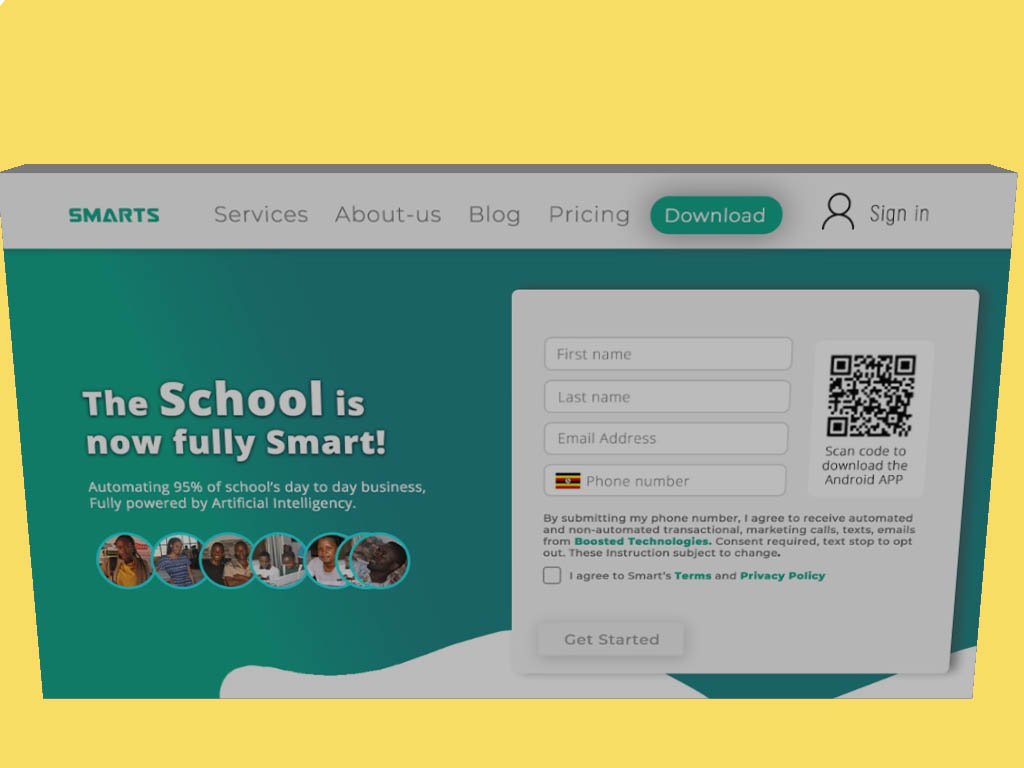 SMARTS
Services
About-us
Blog
Pricing
Download
Sign in
The School is
now fully Smart!
Automating 95% of school's day to day business,
Fully powered by Artificial Intelligency.
First name
Last name
Email Address
Phone number
Scan code to
download the
Android APP
By submitting my phone number, I agree to receive automated
and non-automated transactional, marketing calls, texts, emails
from Boosted Technologies. Consent required, text stop to opt
out. These Instruction subject to change.
I agree to Smart's Terms and Privacy Policy
Get Started